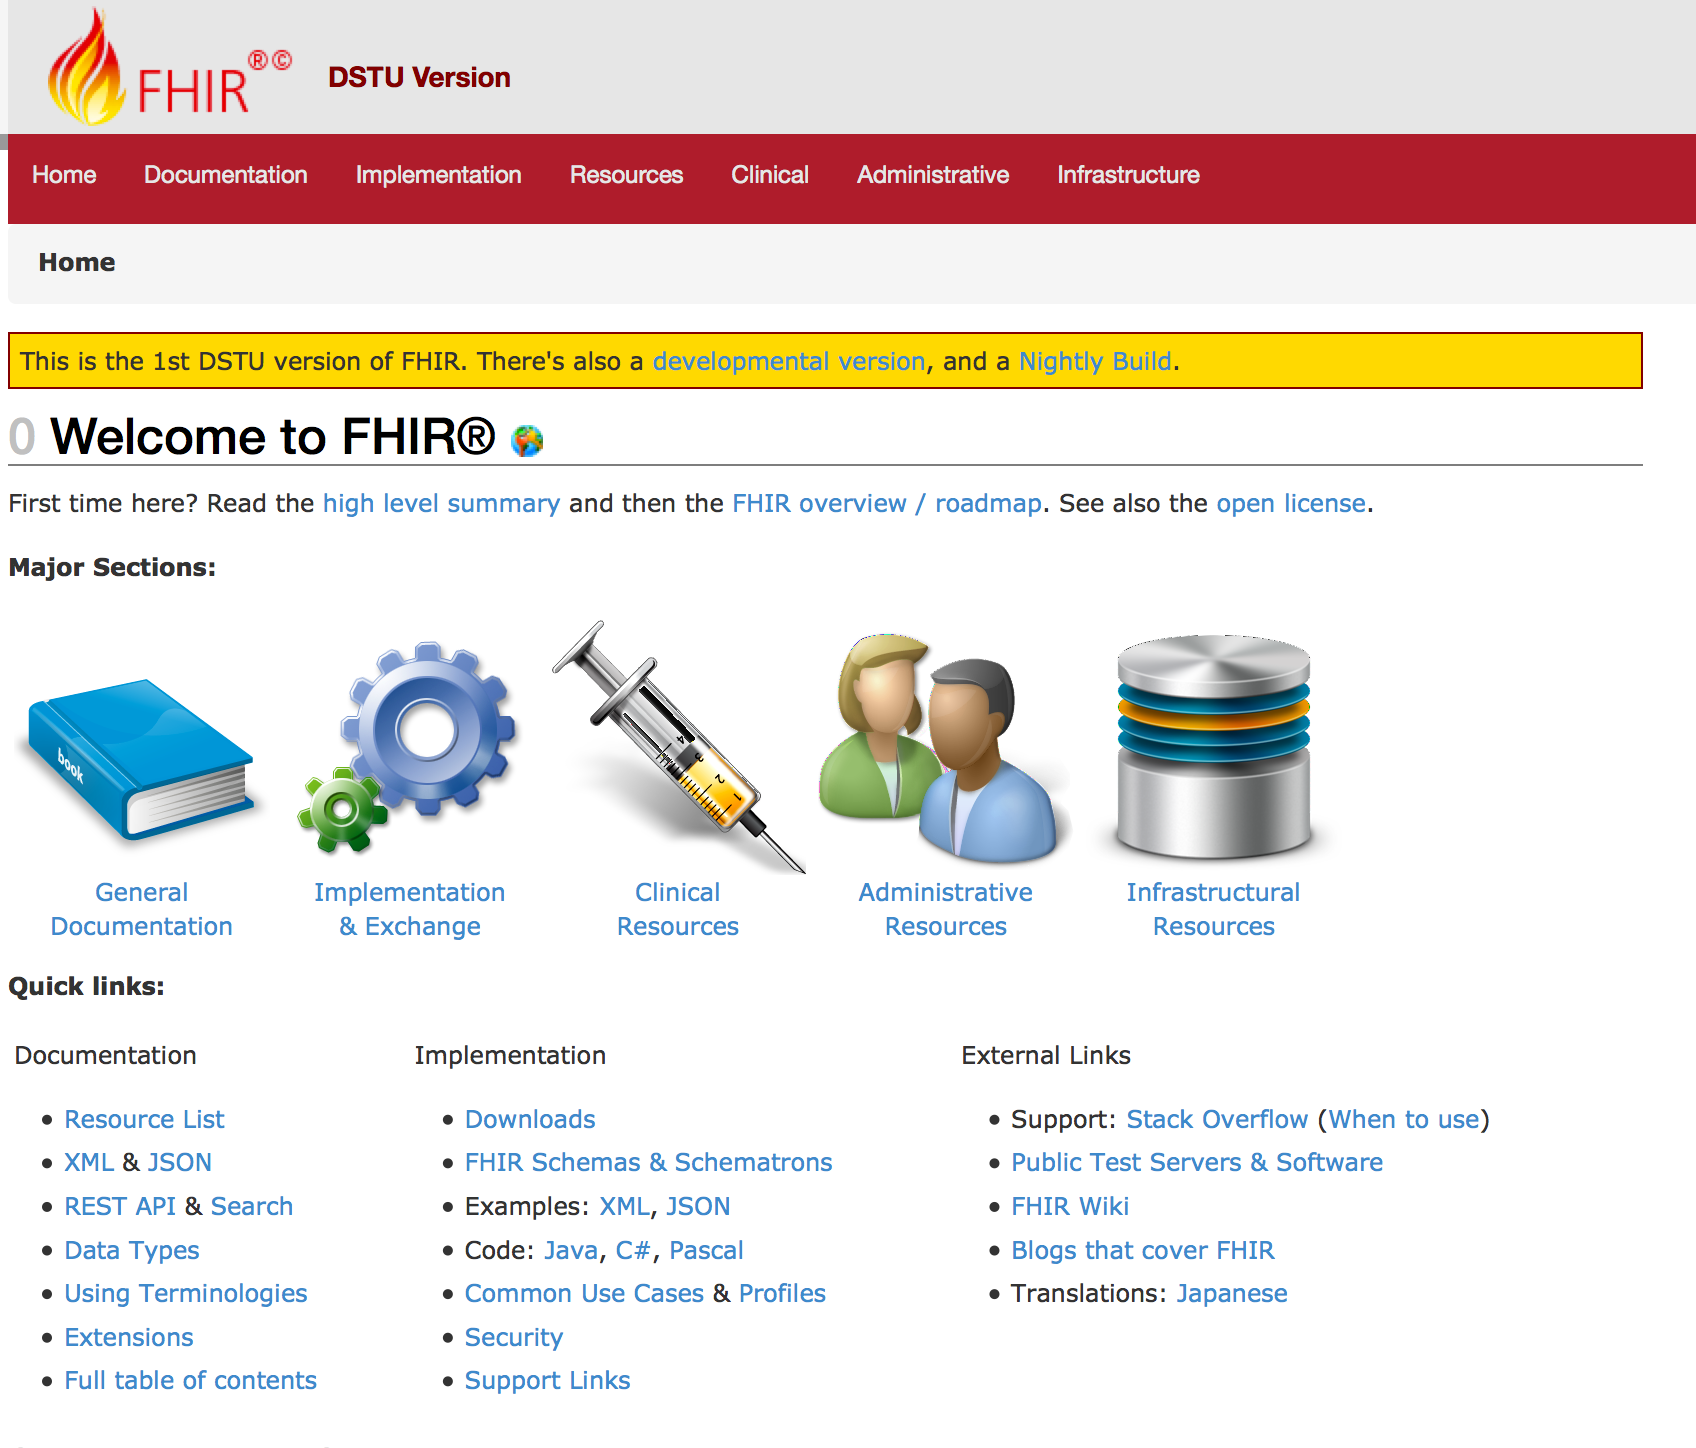 FHIR®©
DSTU Version
Home Documentation Implementation Resources Clinical Administrative Infrastructure
Home
This is the 1st DSTU version of FHIR. There's also a developmental version, and a Nightly Build.
0 Welcome to FHIR®
First time here? Read the high level summary and then the FHIR overview / roadmap. See also the open license.
Major Sections:
book
4
3
2
1
General
Documentation
Implementation
& Exchange
Clinical
Resources
Administrative
Resources
Infrastructural
Resources
Quick links:
Documentation
• Resource List
• XML & JSON
• REST API & Search
• Data Types
• Using Terminologies
• Extensions
• Full table of contents
Implementation
• Downloads
• FHIR Schemas & Schematrons
• Examples: XML, JSON
• Code: Java, C#, Pascal
• Common Use Cases & Profiles
• Security
• Support Links
External Links
• Support: Stack Overflow (When to use)
• Public Test Servers & Software
• FHIR Wiki
• Blogs that cover FHIR
• Translations: Japanese